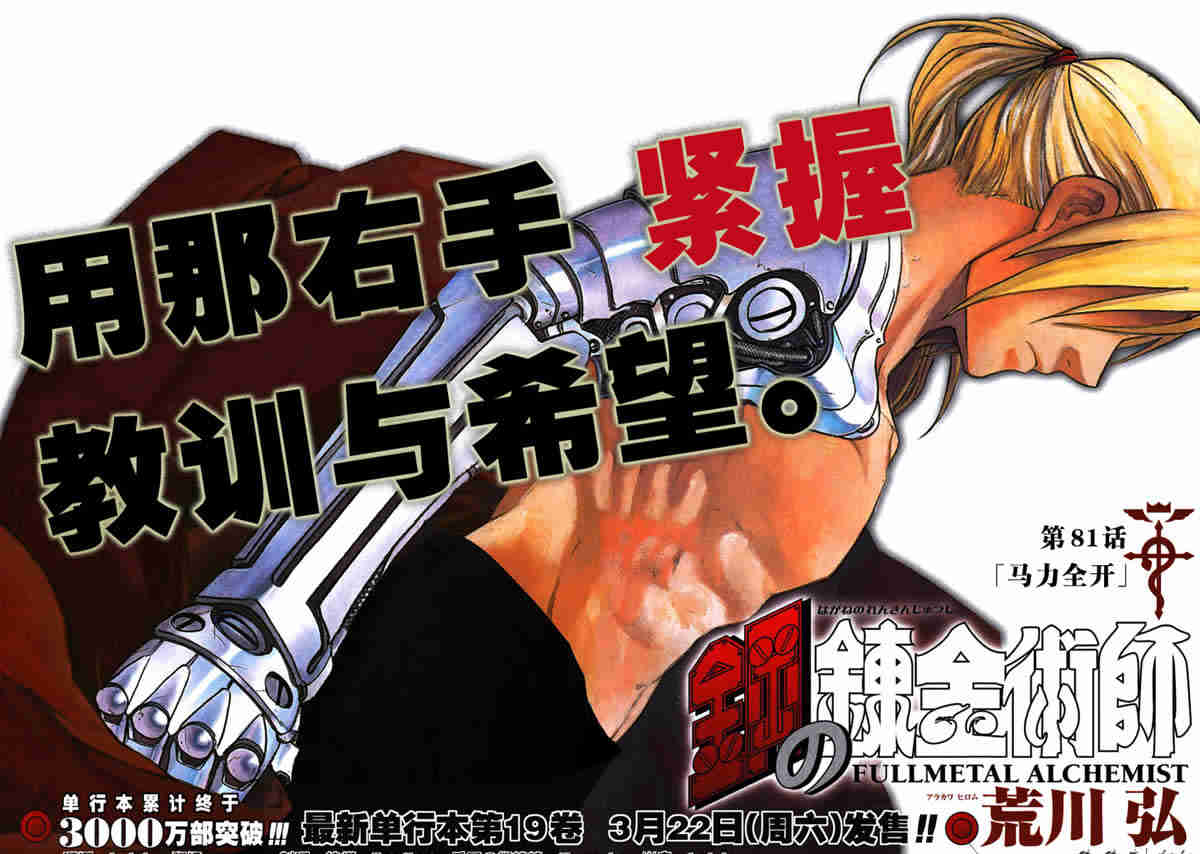 用那右手 紧握
教训与希望。
第81话
「马力全开」
はがねのれんきんじゅつし
鋼の錬金術師
FULLMETAL ALCHEMIST
アラカワ ヒロム
荒川 弘
单行本累计终于
3000万部突破!!!
最新单行本第19卷 3月22日(周六)发售!!